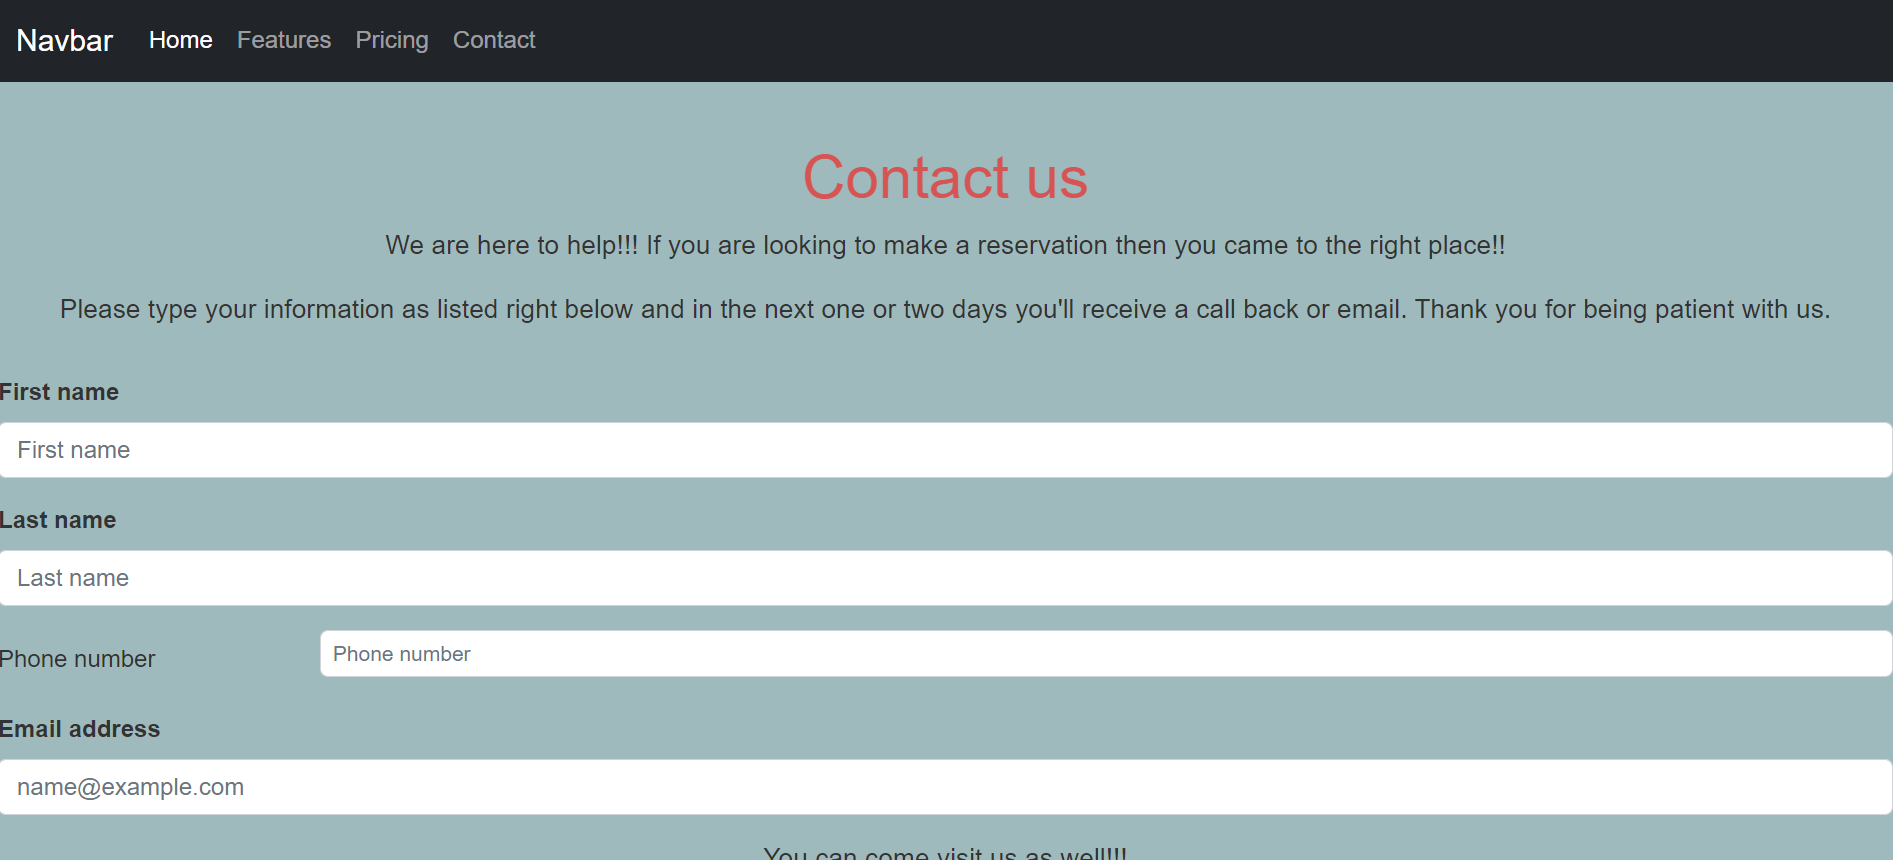 Navbar Home Features Pricing Contact
Contact us
We are here to help!!! If you are looking to make a reservation then you came to the right place!!
Please type your information as listed right below and in the next one or two days you'll receive a call back or email. Thank you for being patient with us.
First name
First name
Last name
Last name
Phone number Phone number
Email address
name@example.com
You can come visit us as well!!!